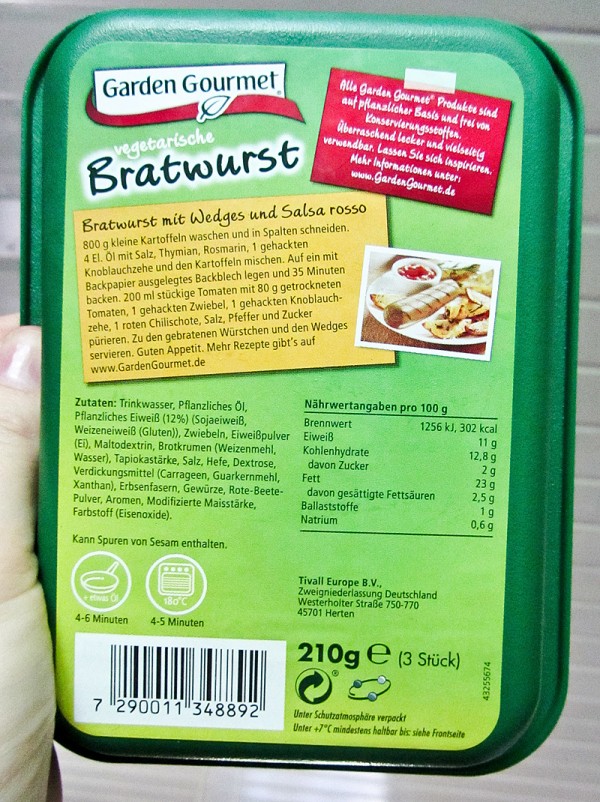 Garden Gourmet®
vegetarische
Bratwurst
Alle Garden Gourmet® Produkte sind
auf pflanzlicher Basis und frei von
Konservierungsstoffen.
Überraschend lecker und vielseitig
verwendbar. Lassen Sie sich inspirieren.
Mehr Informationen unter:
www.GardenGourmet.de
Bratwurst mit Wedges und Salsa rosso
800 g kleine Kartoffeln waschen und in Spalten schneiden.
4 El. Öl mit Salz, Thymian, Rosmarin, 1 gehackten
Knoblauchzehe und den Kartoffeln mischen. Auf ein mit
Backpapier ausgelegtes Backblech legen und 35 Minuten
backen. 200 ml stückige Tomaten mit 80 g getrockneten
Tomaten, 1 gehackten Zwiebel, 1 gehackten Knoblauch-
zehe, 1 roten Chilischote, Salz, Pfeffer und Zucker
pürieren. Zu den gebratenen Würstchen und den Wedges
servieren. Guten Appetit. Mehr Rezepte gibt's auf
www.GardenGourmet.de
Zutaten: Trinkwasser, Pflanzliches Öl,
Pflanzliches Eiweiß (12%) (Sojaeiweiß,
Weizeneiweiß (Gluten)), Zwiebeln, Eiweißpulver
(Ei), Maltodextrin, Brotkrumen (Weizenmehl,
Wasser), Tapiokastärke, Salz, Hefe, Dextrose,
Verdickungsmittel (Carrageen, Guarkernmehl,
Xanthan), Erbsenfasern, Gewürze, Rote-Beete-
Pulver, Aromen, Modifizierte Maisstärke,
Farbstoff (Eisenoxide).
Kann Spuren von Sesam enthalten.
Nährwertangaben pro 100 g
Brennwert 1256 kJ, 302 kcal
Eiweiß 11 g
Kohlenhydrate 12,8 g
davon Zucker 2 g
Fett 23 g
davon gesättigte Fettsäuren 2,5 g
Ballaststoffe 1 g
Natrium 0,6 g
+ etwas Öl
180°C
4-6 Minuten
4-5 Minuten
Tivall Europe B.V.,
Zweigniederlassung Deutschland
Westerholter Straße 750-770
45701 Herten
210g e (3 Stück)
®
7 290011 348892
43255674
Unter Schutzatmosphäre verpackt
Unter +7°C mindestens haltbar bis: siehe Frontseite